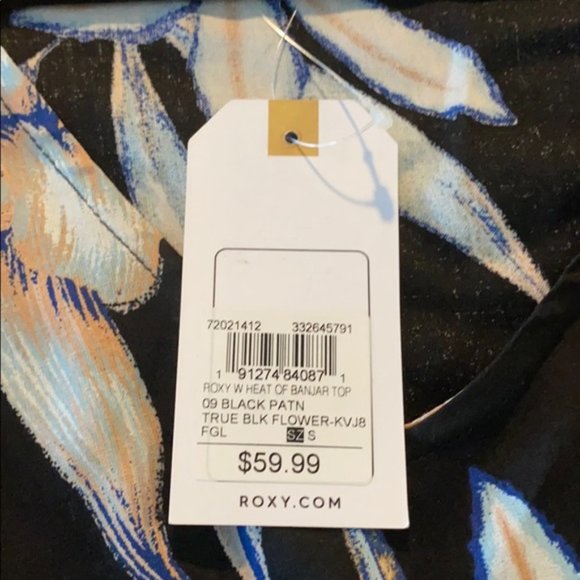 72021412 332645791
1 91274 84087 1
ROXY W HEAT OF BANJAR TOP
09 BLACK PATN
TRUE BLK FLOWER-KVJ8
FGL SZ S
$59.99
ROXY.COM